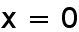 x = 0